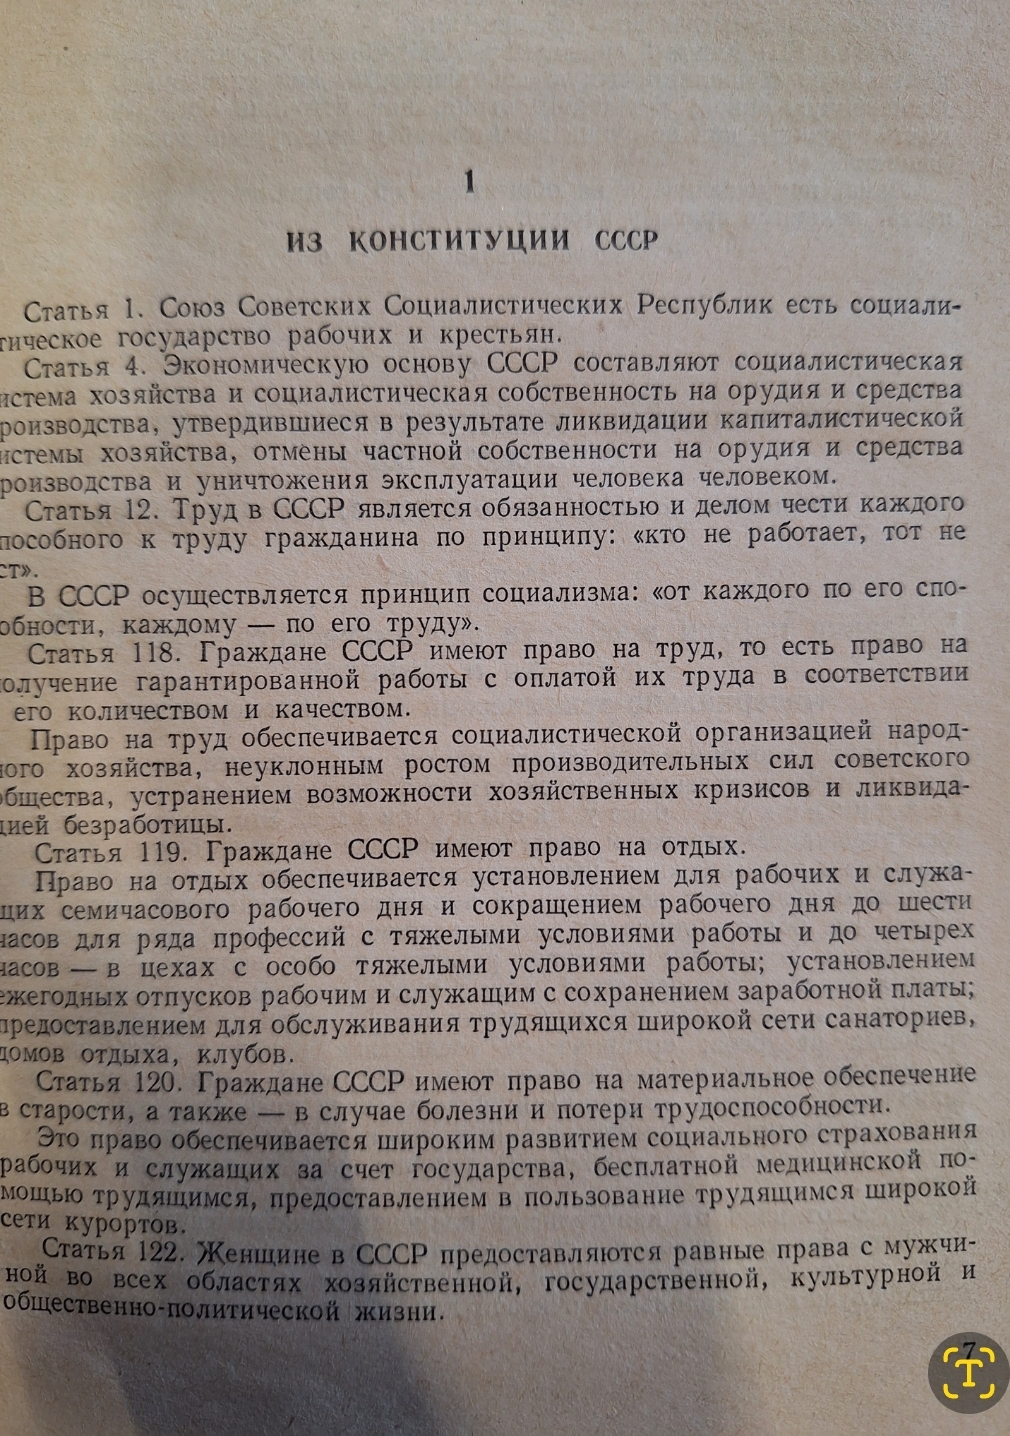 1
ИЗ КОНСТИТУЦИИ СССР
Статья 1. Союз Советских Социалистических Республик есть социали-
тическое государство рабочих и крестьян.
Статья 4. Экономическую основу СССР составляют социалистическая
истема хозяйства и социалистическая собственность на орудия и средства
роизводства, утвердившиеся в результате ликвидации капиталистической
истемы хозяйства, отмены частной собственности на орудия и средства
роизводства и уничтожения эксплуатации человека человеком.
Статья 12. Труд в СССР является обязанностью и делом чести каждого
пособного к труду гражданина по принципу: «кто не работает, тот не
ст».
В СССР осуществляется принцип социализма: «от каждого по его спо-
обности, каждому — по его труду».
Статья 118. Граждане СССР имеют право на труд, то есть право на
олучение гарантированной работы с оплатой их труда в соответствии
его количеством и качеством.
Право на труд обеспечивается социалистической организацией народ-
ного хозяйства, неуклонным ростом производительных сил советского
общества, устранением возможности хозяйственных кризисов и ликвида-
цией безработицы.
Статья 119. Граждане СССР имеют право на отдых.
Право на отдых обеспечивается установлением для рабочих и служа-
щих семичасового рабочего дня и сокращением рабочего дня до шести
часов для ряда профессий с тяжелыми условиями работы и до четырех
часов — в цехах с особо тяжелыми условиями работы; установлением
ежегодных отпусков рабочим и служащим с сохранением заработной платы;
предоставлением для обслуживания трудящихся широкой сети санаториев,
домов отдыха, клубов.
Статья 120. Граждане СССР имеют право на материальное обеспечение
в старости, а также — в случае болезни и потери трудоспособности.
Это право обеспечивается широким развитием социального страхования
рабочих и служащих за счет государства, бесплатной медицинской по-
мощью трудящимся, предоставлением в пользование трудящимся широкой
сети курортов.
Статья 122. Женщине в СССР предоставляются равные права с мужчи-
ной во всех областях хозяйственной, государственной, культурной и
общественно-политической жизни.
7